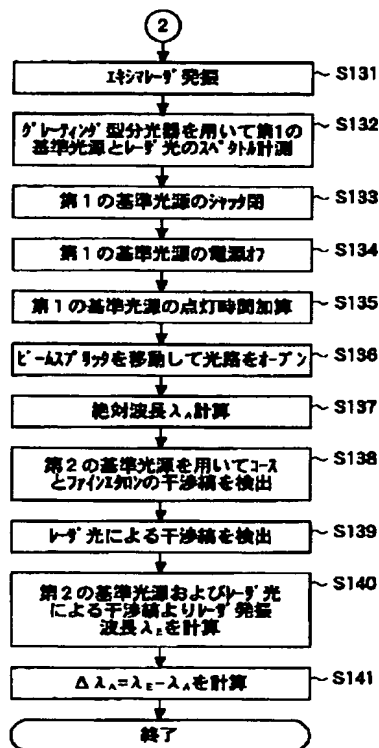 2
エキシマレーザ発振
S131
グレーティング型分光器を用いて第1の
基準光源とレーザ光のスペクトル計測
S132
第1の基準光源のシャッタ閉
S133
第1の基準光源の電源オフ
S134
第1の基準光源の点灯時間加算
S135
ビームスプリッタを移動して光路をオープン
S136
絶対波長λA計算
S137
第2の基準光源を用いてコース
とファインエタロンの干渉縞を検出
S138
レーザ光による干渉縞を検出
S139
第2の基準光源およびレーザ光
による干渉縞よりレーザ発振
波長λEを計算
S140
ΔλA=λE-λAを計算
S141
終了